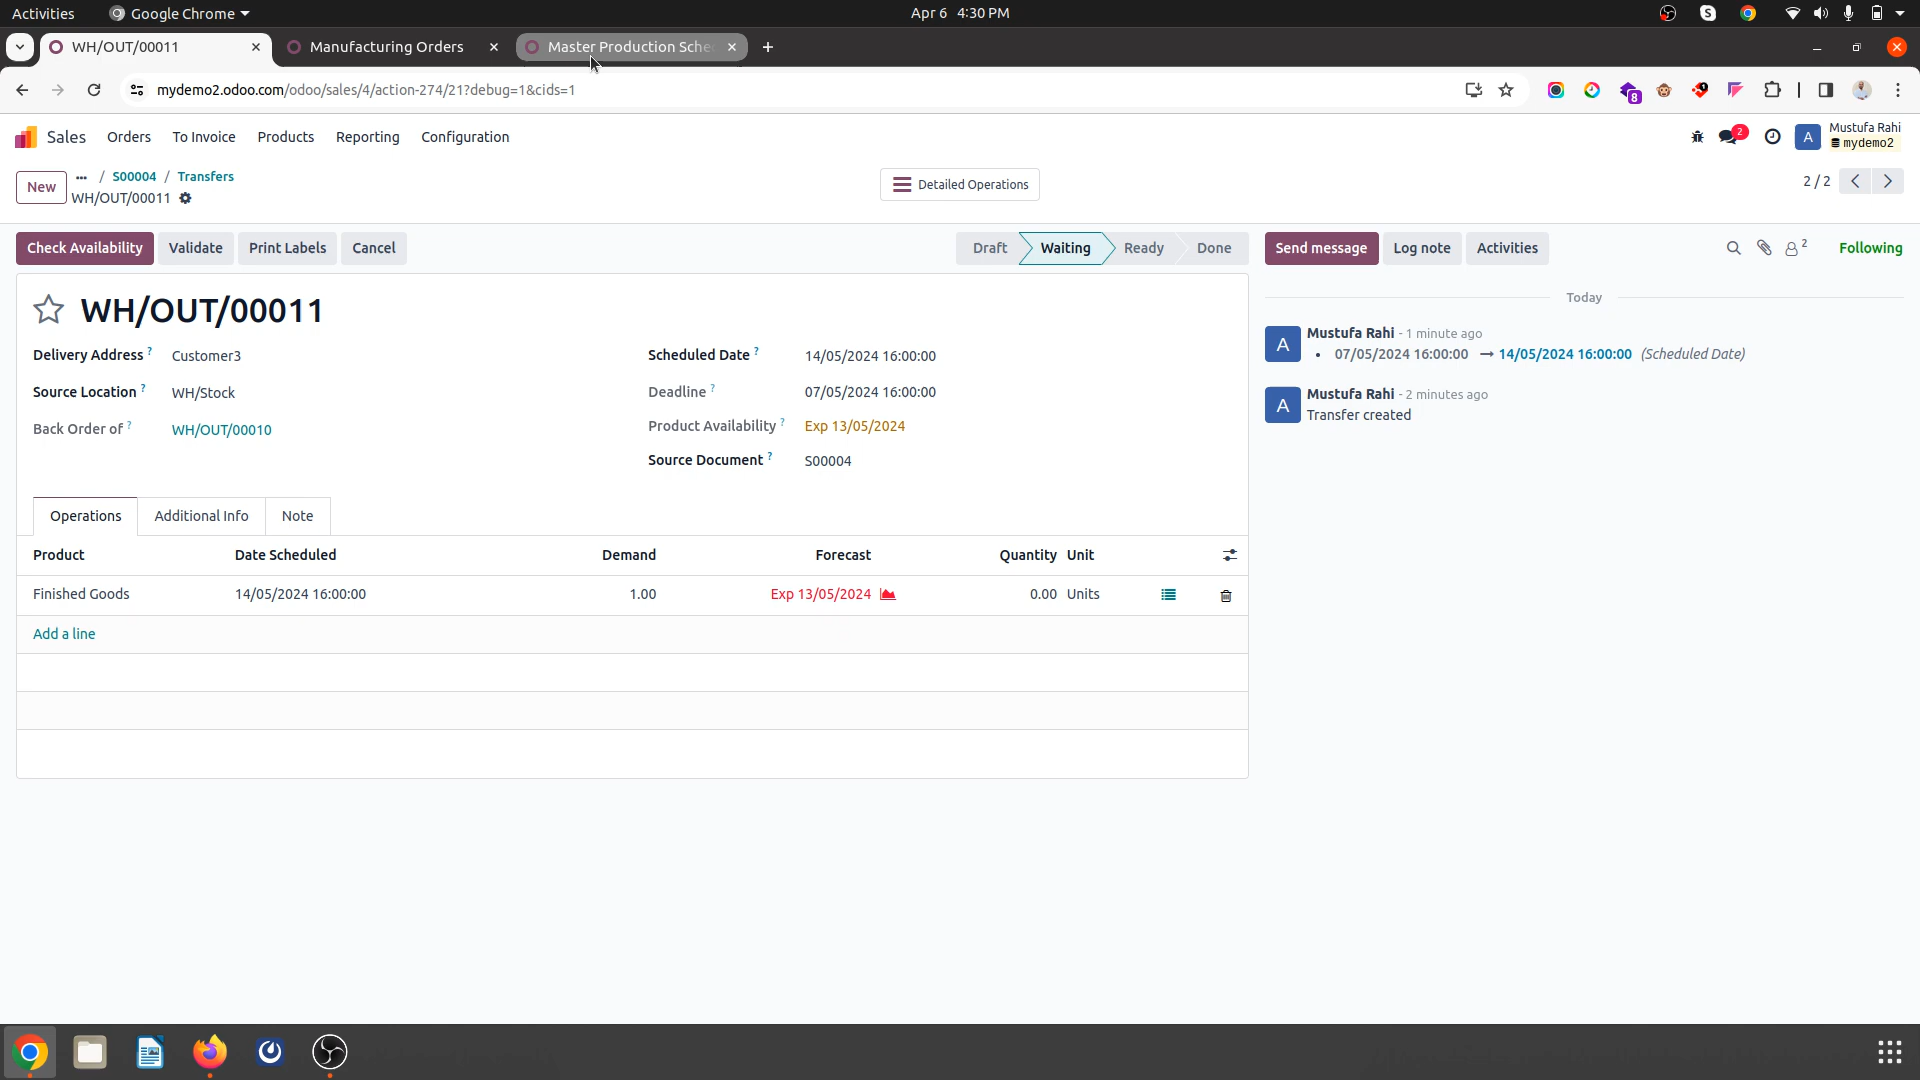 Activities
Google Chrome
Apr 6 4:30 PM
WH/OUT/00011
Manufacturing Orders
Master Production Sche
mydemo2.odoo.com/odoo/sales/4/action-274/21?debug=1&cids=1
8
Sales
Orders
To Invoice
Products
Reporting
Configuration
2
A
Mustufa Rahi
mydemo2
New
... / S00004 / Transfers
WH/OUT/00011
Detailed Operations
2 / 2
Check Availability
Validate
Print Labels
Cancel
Draft
Waiting
Ready
Done
Send message
Log note
Activities
2
Following
WH/OUT/00011
Delivery Address ? Customer3
Scheduled Date ? 14/05/2024 16:00:00
Source Location ? WH/Stock
Deadline ? 07/05/2024 16:00:00
Back Order of ? WH/OUT/00010
Product Availability ? Exp 13/05/2024
Source Document ? S00004
Operations
Additional Info
Note
Product Date Scheduled Demand Forecast Quantity Unit
Finished Goods 14/05/2024 16:00:00 1.00 Exp 13/05/2024 0.00 Units
Add a line
Today
A
Mustufa Rahi - 1 minute ago
• 07/05/2024 16:00:00 → 14/05/2024 16:00:00 (Scheduled Date)
A
Mustufa Rahi - 2 minutes ago
Transfer created